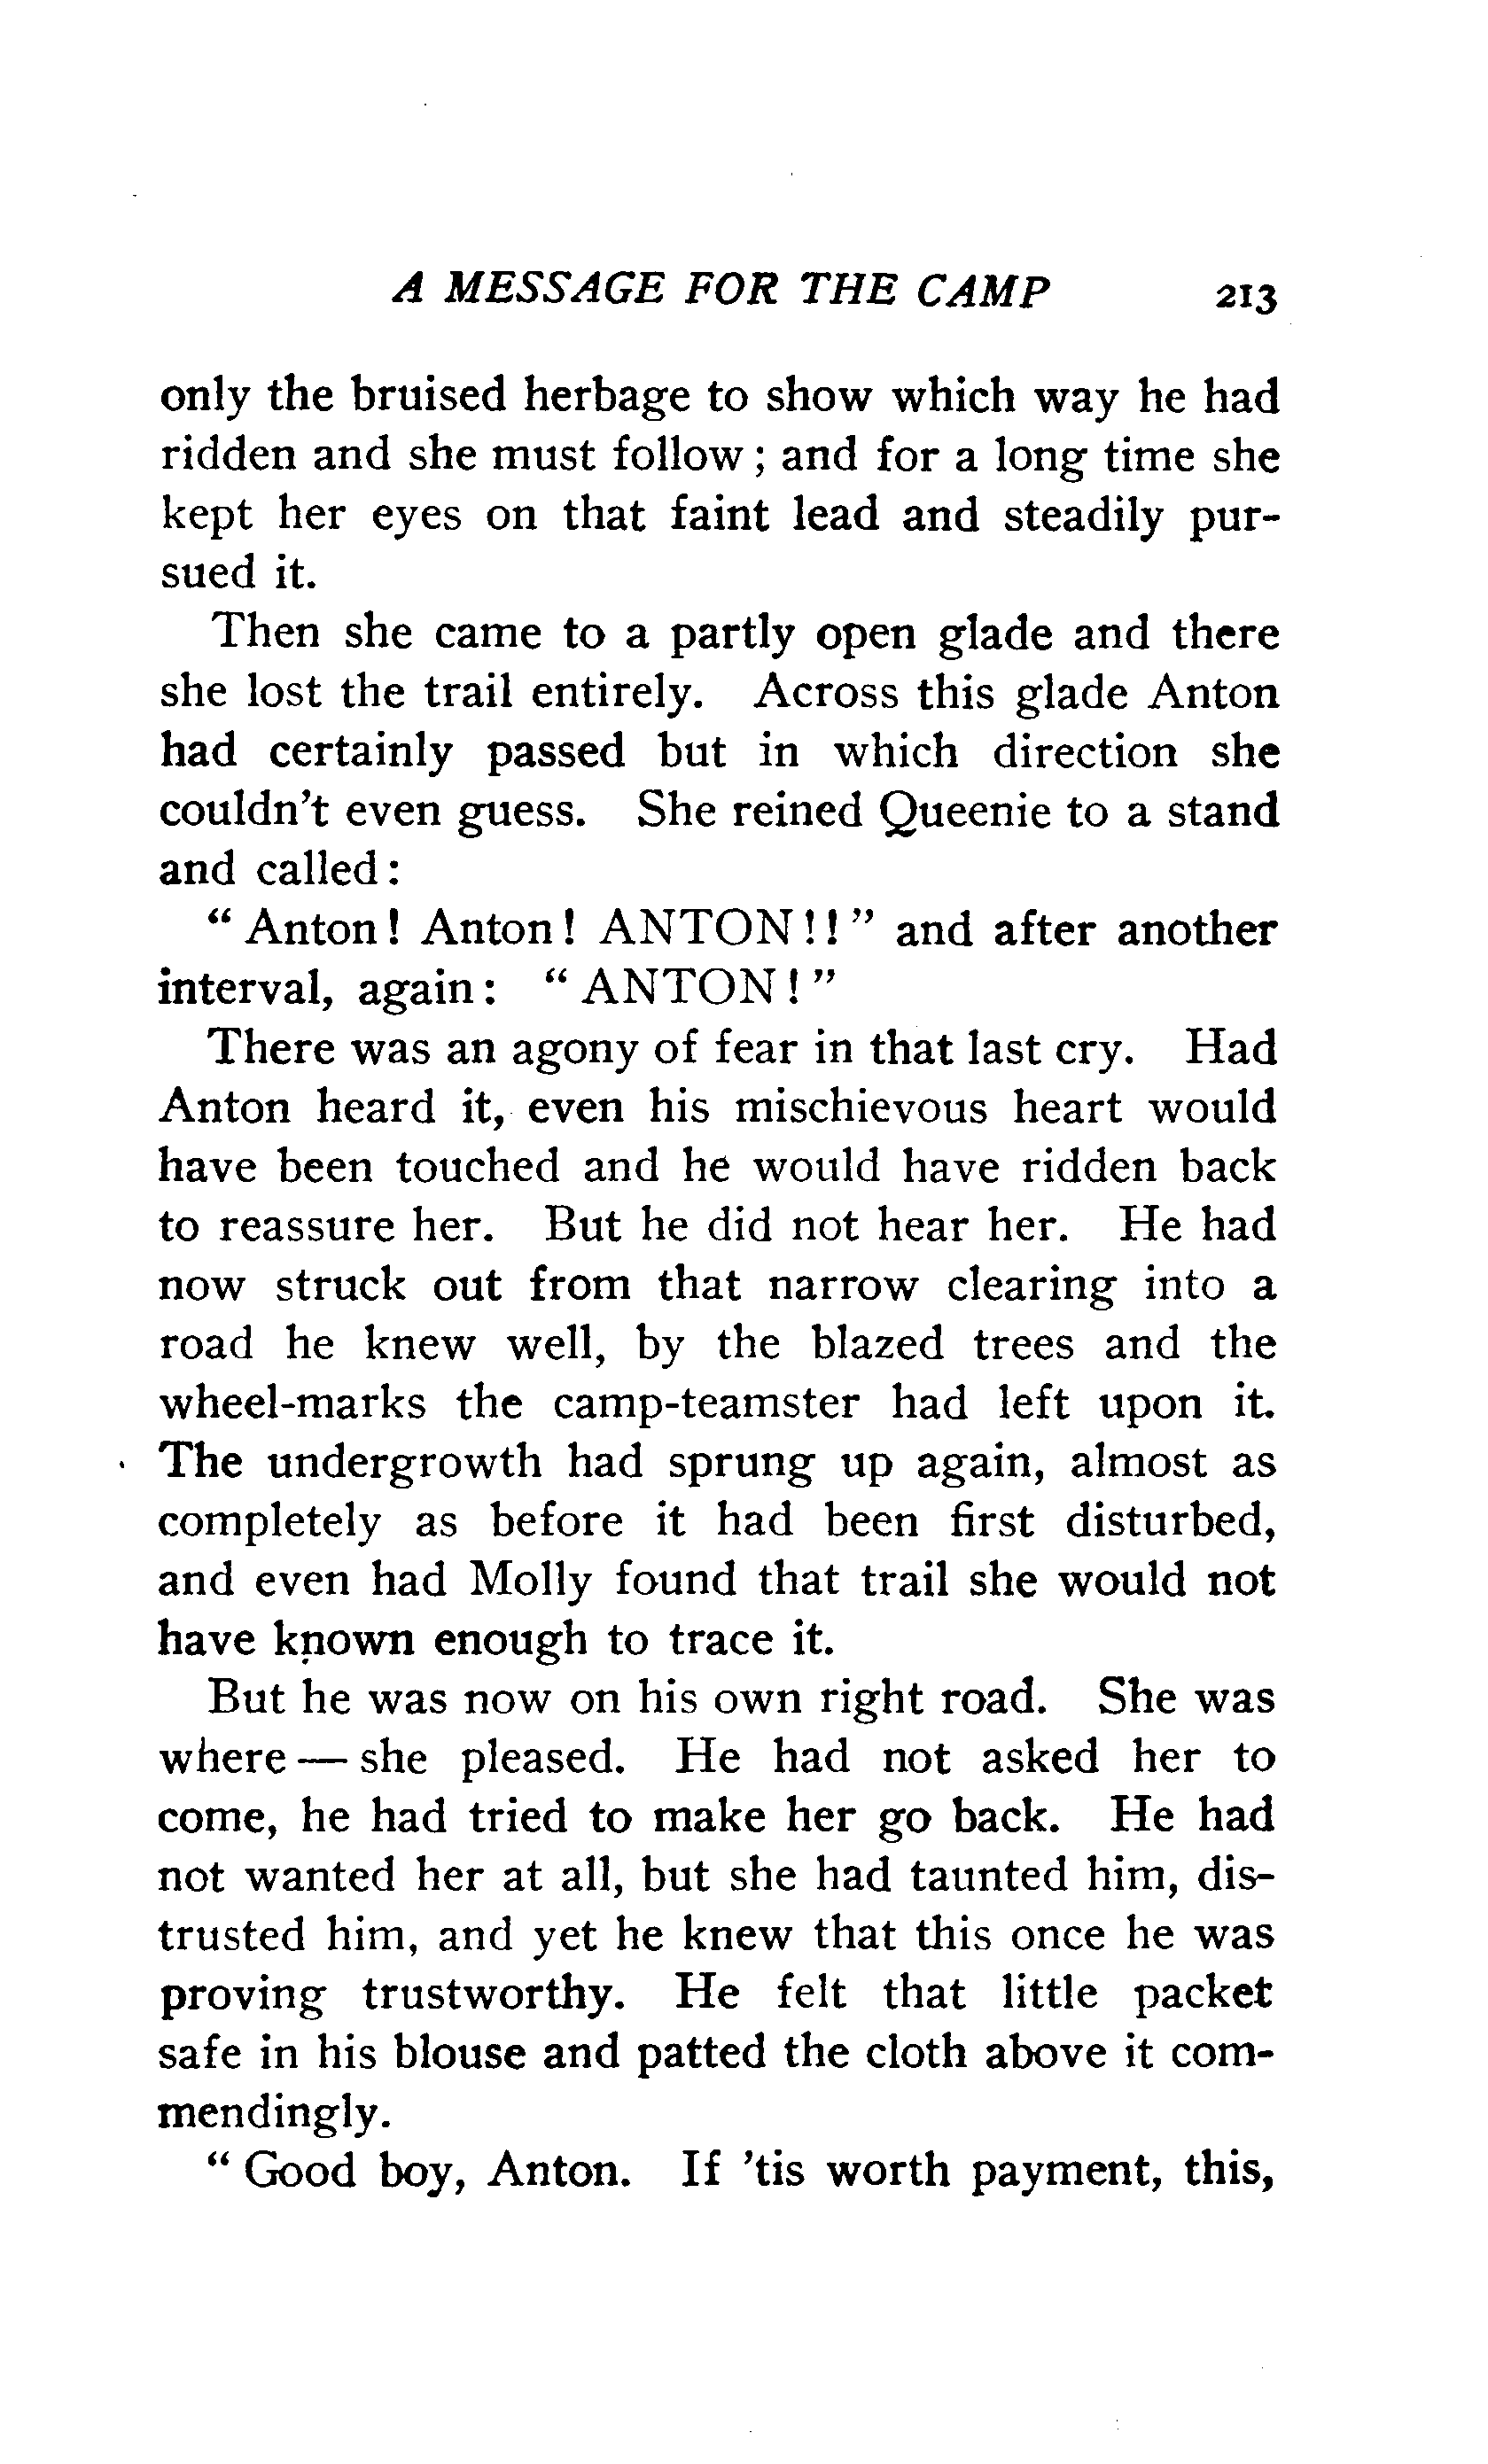 A MESSAGE FOR THE CAMP 213
only the bruised herbage to show which way he had
ridden and she must follow; and for a long time she
kept her eyes on that faint lead and steadily pur-
sued it.
Then she came to a partly open glade and there
she lost the trail entirely. Across this glade Anton
had certainly passed but in which direction she
couldn't even guess. She reined Queenie to a stand
and called:
"Anton! Anton! ANTON!!" and after another
interval, again: "ANTON!"
There was an agony of fear in that last cry. Had
Anton heard it, even his mischievous heart would
have been touched and he would have ridden back
to reassure her. But he did not hear her. He had
now struck out from that narrow clearing into a
road he knew well, by the blazed trees and the
wheel-marks the camp-teamster had left upon it.
The undergrowth had sprung up again, almost as
completely as before it had been first disturbed,
and even had Molly found that trail she would not
have known enough to trace it.
But he was now on his own right road. She was
where — she pleased. He had not asked her to
come, he had tried to make her go back. He had
not wanted her at all, but she had taunted him, dis-
trusted him, and yet he knew that this once he was
proving trustworthy. He felt that little packet
safe in his blouse and patted the cloth above it com-
mendingly.
"Good boy, Anton. If 'tis worth payment, this,